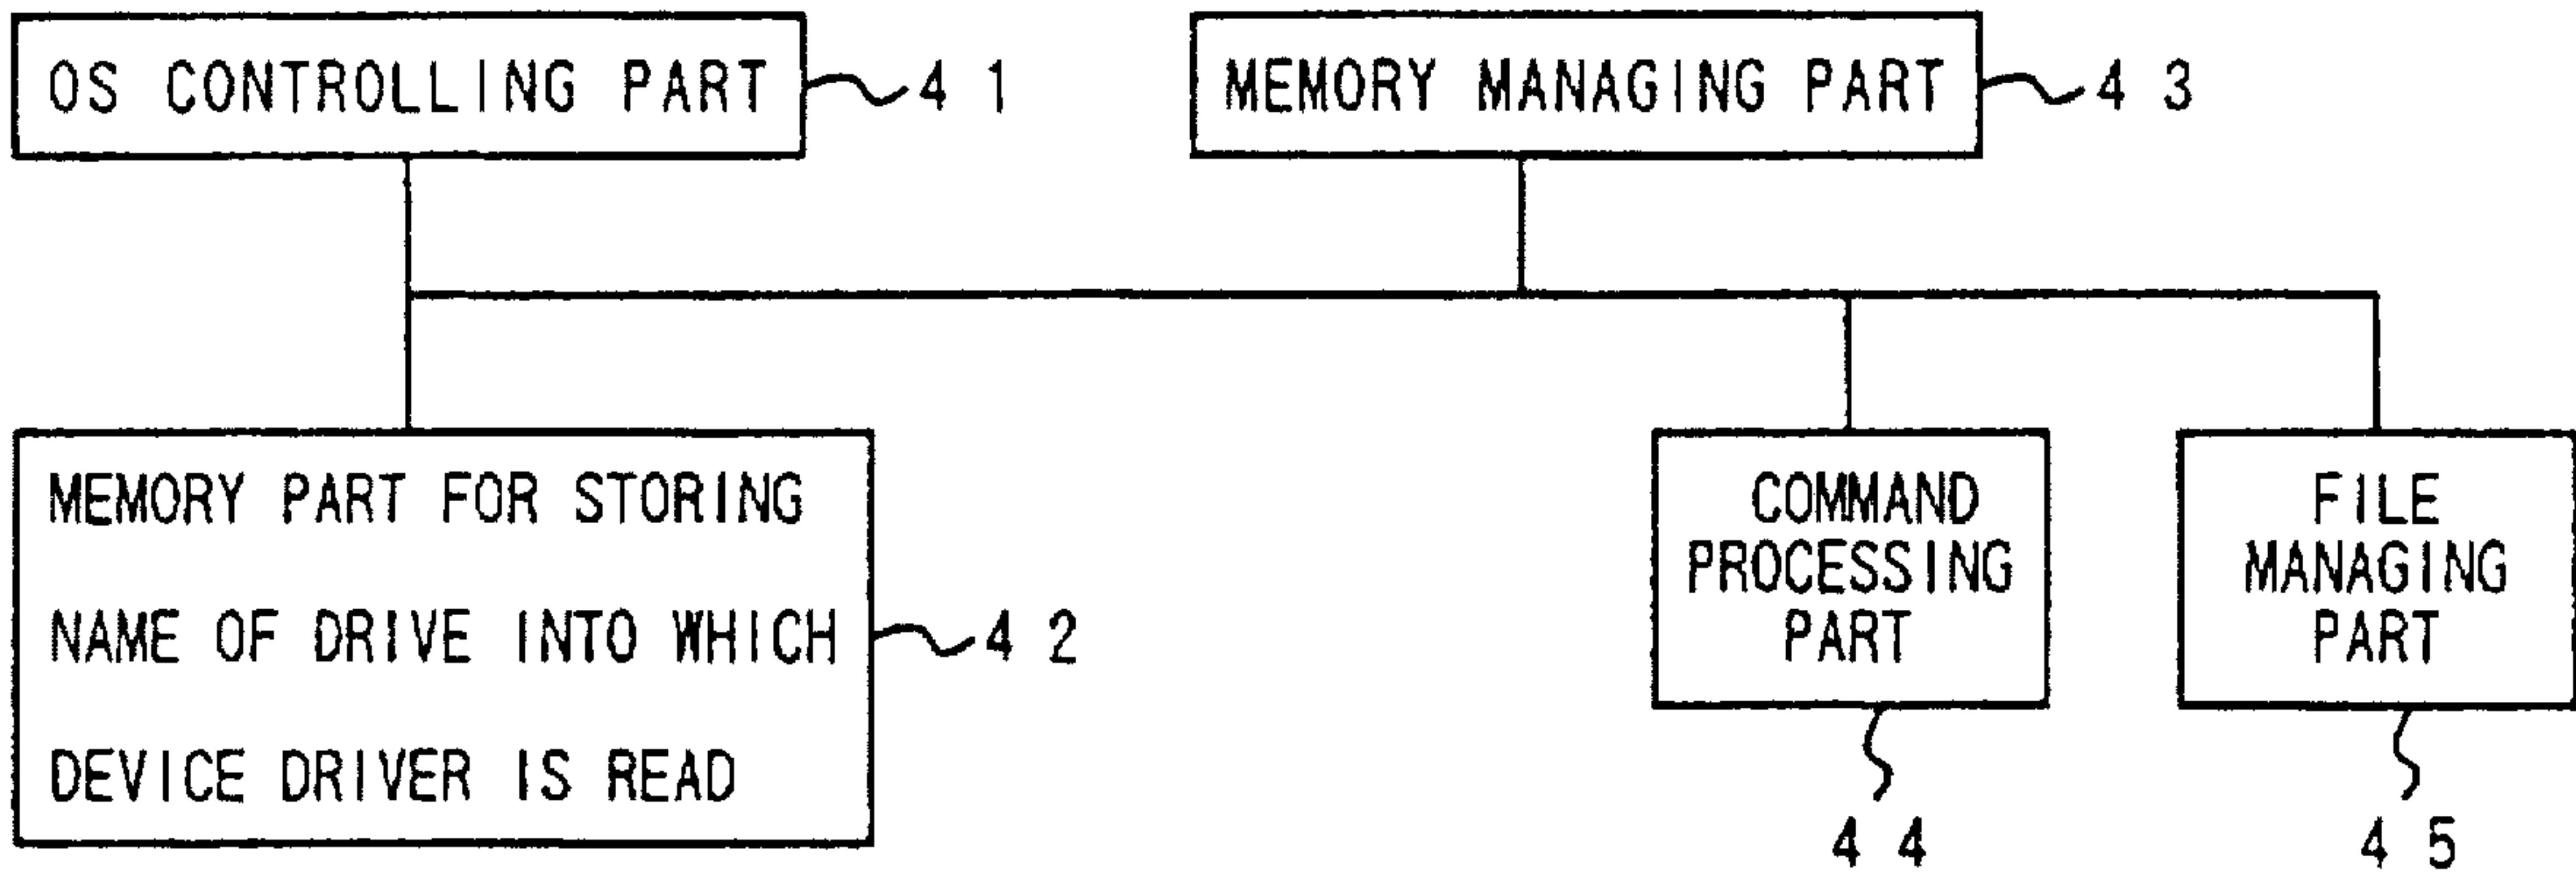 OS CONTROLLING PART
41
MEMORY MANAGING PART
43
MEMORY PART FOR STORING
NAME OF DRIVE INTO WHICH
DEVICE DRIVER IS READ
42
COMMAND
PROCESSING
PART
44
FILE
MANAGING
PART
45